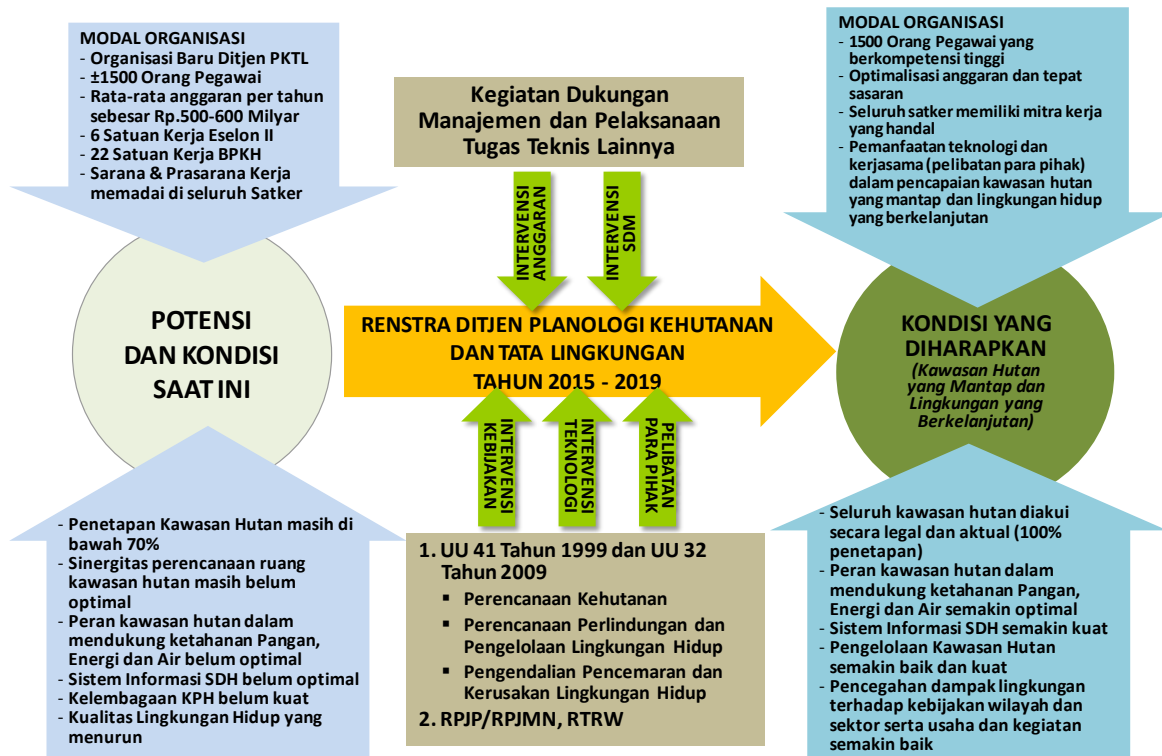 MODAL ORGANISASI
- Organisasi Baru Ditjen PKTL
- ±1500 Orang Pegawai
- Rata-rata anggaran per tahun
sebesar Rp.500-600 Milyar
- 6 Satuan Kerja Eselon II
- 22 Satuan Kerja BPKH
- Sarana & Prasarana Kerja
memadai di seluruh Satker
POTENSI
DAN KONDISI
SAAT INI
- Penetapan Kawasan Hutan masih di
bawah 70%
- Sinergitas perencanaan ruang
kawasan hutan masih belum
optimal
- Peran kawasan hutan dalam
mendukung ketahanan Pangan,
Energi dan Air belum optimal
- Sistem Informasi SDH belum optimal
- Kelembagaan KPH belum kuat
- Kualitas Lingkungan Hidup yang
menurun
Kegiatan Dukungan
Manajemen dan Pelaksanaan
Tugas Teknis Lainnya
INTERVENSI
ANGGARAN
INTERVENSI
SDM
RENSTRA DITJEN PLANOLOGI KEHUTANAN
DAN TATA LINGKUNGAN
TAHUN 2015 - 2019
INTERVENSI
KEBIJAKAN
INTERVENSI
TEKNOLOGI
PELIBATAN
PARA PIHAK
1. UU 41 Tahun 1999 dan UU 32
Tahun 2009
▪ Perencanaan Kehutanan
▪ Perencanaan Perlindungan dan
Pengelolaan Lingkungan Hidup
▪ Pengendalian Pencemaran dan
Kerusakan Lingkungan Hidup
2. RPJP/RPJMN, RTRW
MODAL ORGANISASI
- 1500 Orang Pegawai yang
berkompetensi tinggi
- Optimalisasi anggaran dan tepat
sasaran
- Seluruh satker memiliki mitra kerja
yang handal
- Pemanfaatan teknologi dan
kerjasama (pelibatan para pihak)
dalam pencapaian kawasan hutan
yang mantap dan lingkungan hidup
yang berkelanjutan
KONDISI YANG
DIHARAPKAN
(Kawasan Hutan
yang Mantap dan
Lingkungan yang
Berkelanjutan)
- Seluruh kawasan hutan diakui
secara legal dan aktual (100%
penetapan)
- Peran kawasan hutan dalam
mendukung ketahanan Pangan,
Energi dan Air semakin optimal
- Sistem Informasi SDH semakin kuat
- Pengelolaan Kawasan Hutan
semakin baik dan kuat
- Pencegahan dampak lingkungan
terhadap kebijakan wilayah dan
sektor serta usaha dan kegiatan
semakin baik